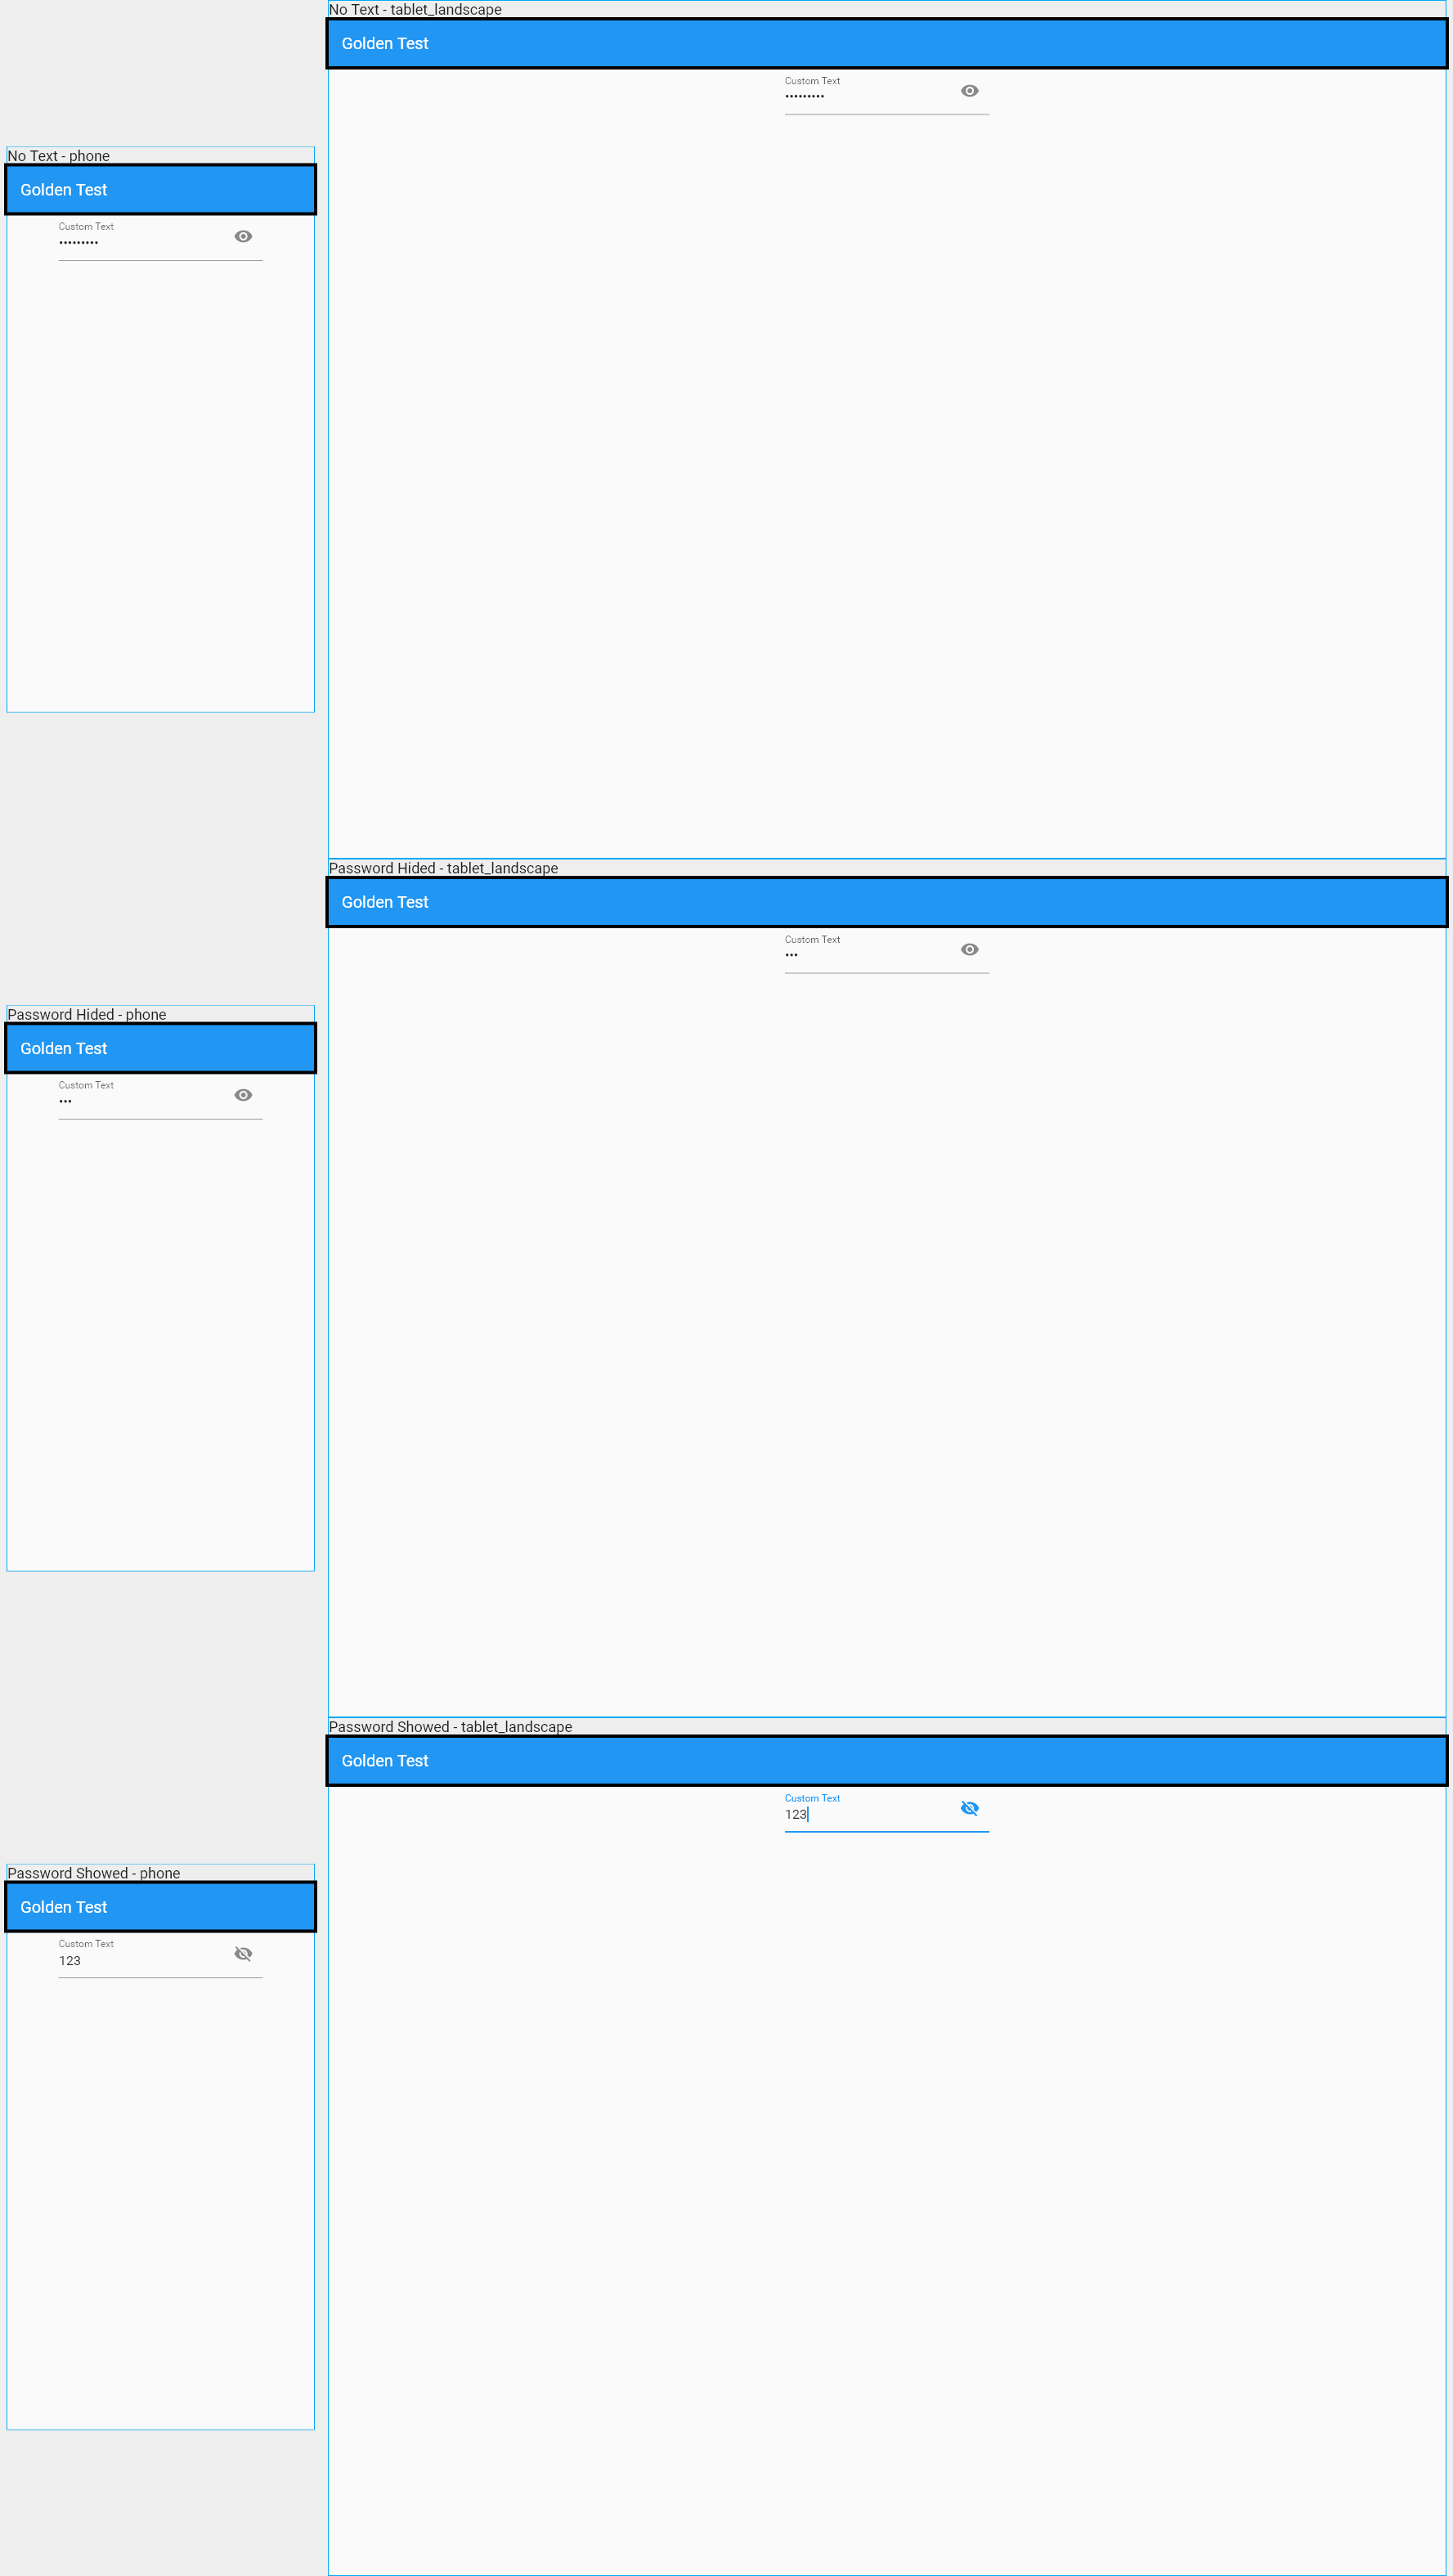 No Text - tablet_landscape
Golden Test
Custom Text
•••••••••
No Text - phone
Golden Test
Custom Text
•••••••••
Password Hided - tablet_landscape
Golden Test
Custom Text
•••
Password Hided - phone
Golden Test
Custom Text
•••
Password Showed - tablet_landscape
Golden Test
Custom Text
123
Password Showed - phone
Golden Test
Custom Text
123